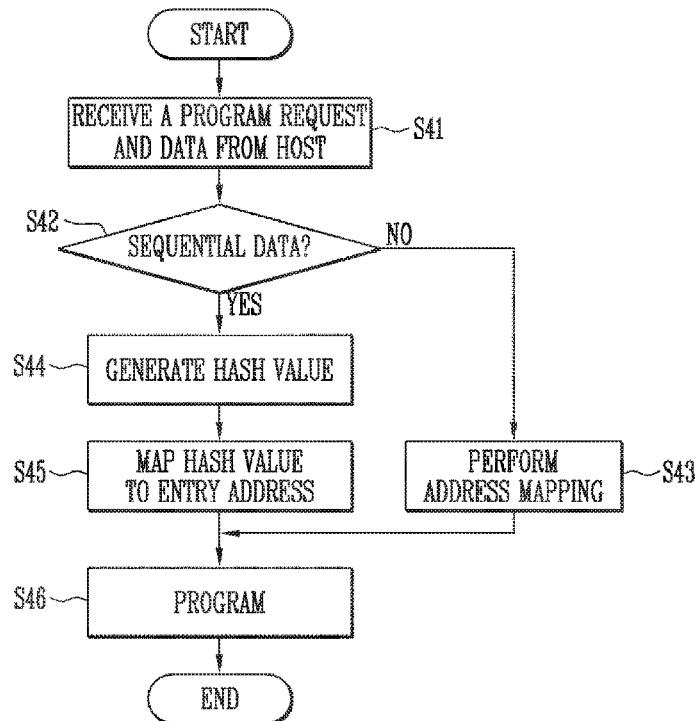 START
RECEIVE A PROGRAM REQUEST
AND DATA FROM HOST
S41
S42
SEQUENTIAL DATA?
NO
YES
S44
GENERATE HASH VALUE
S45
MAP HASH VALUE
TO ENTRY ADDRESS
PERFORM
ADDRESS MAPPING
S43
S46
PROGRAM
END